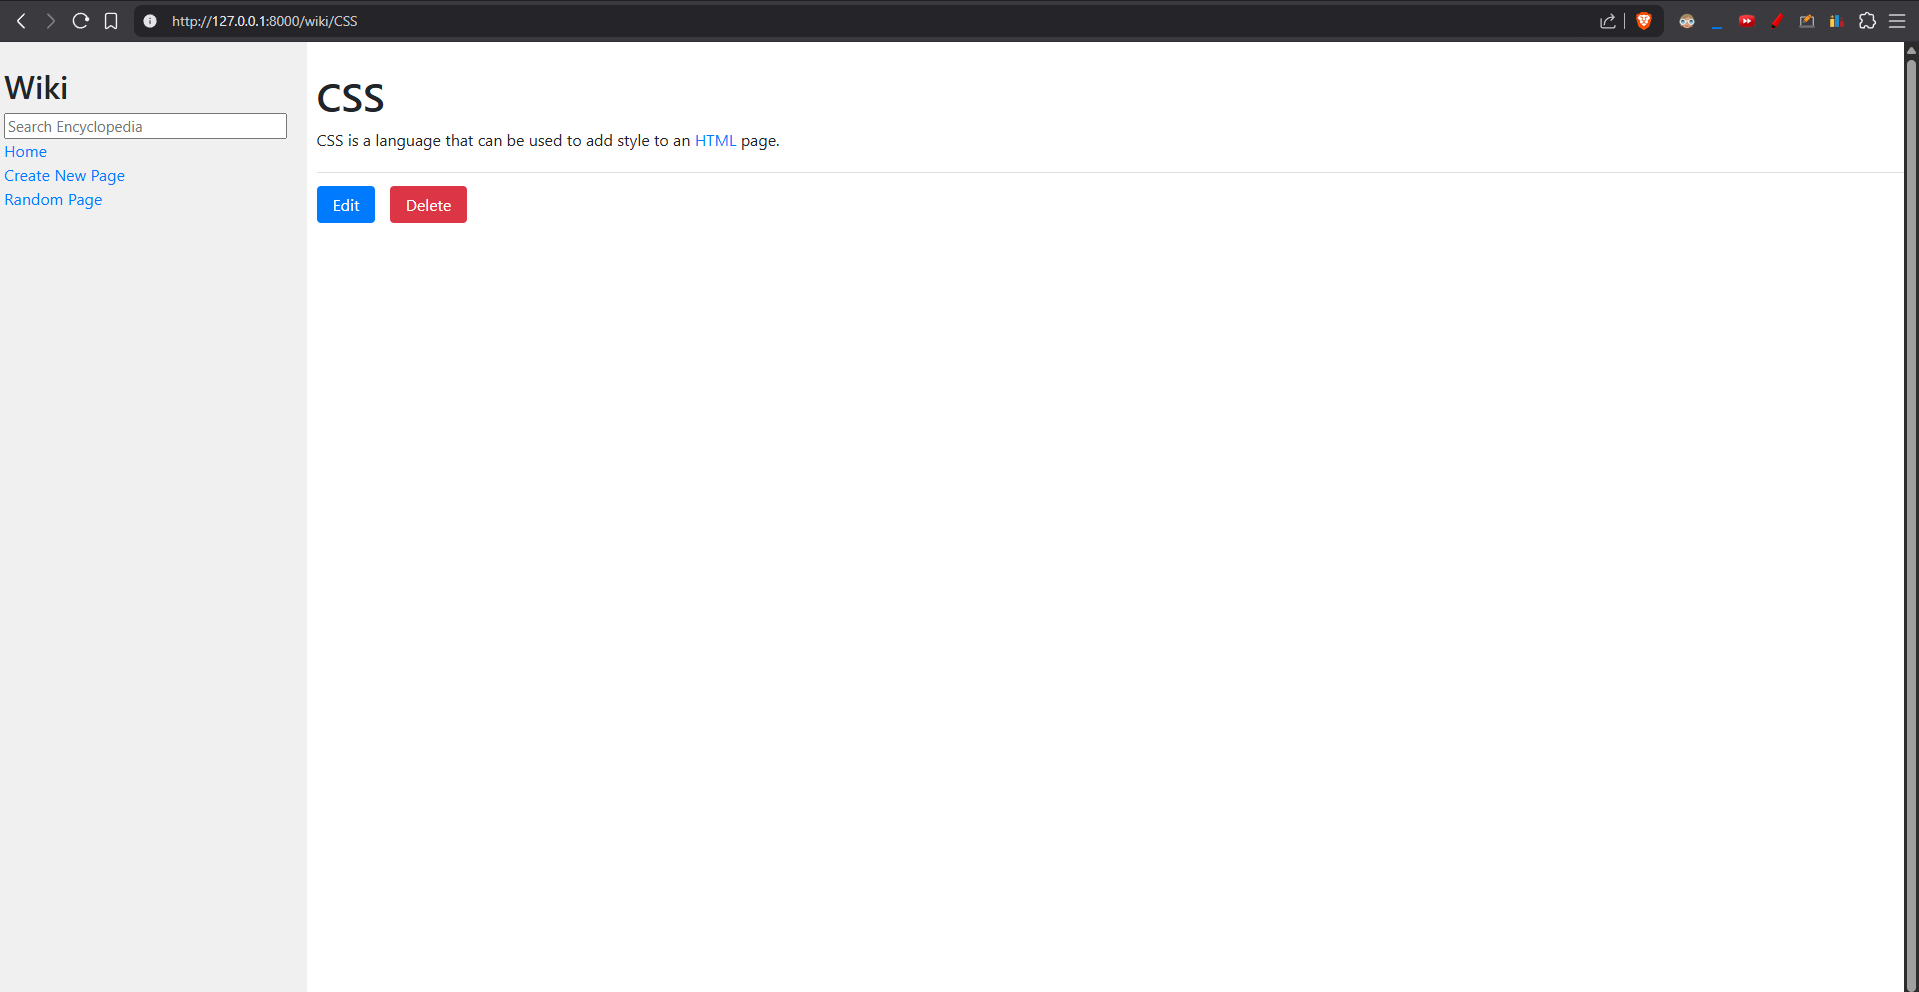 http://127.0.0.1:8000/wiki/CSS
Wiki
Search Encyclopedia
Home
Create New Page
Random Page
CSS
CSS is a language that can be used to add style to an HTML page.
Edit
Delete